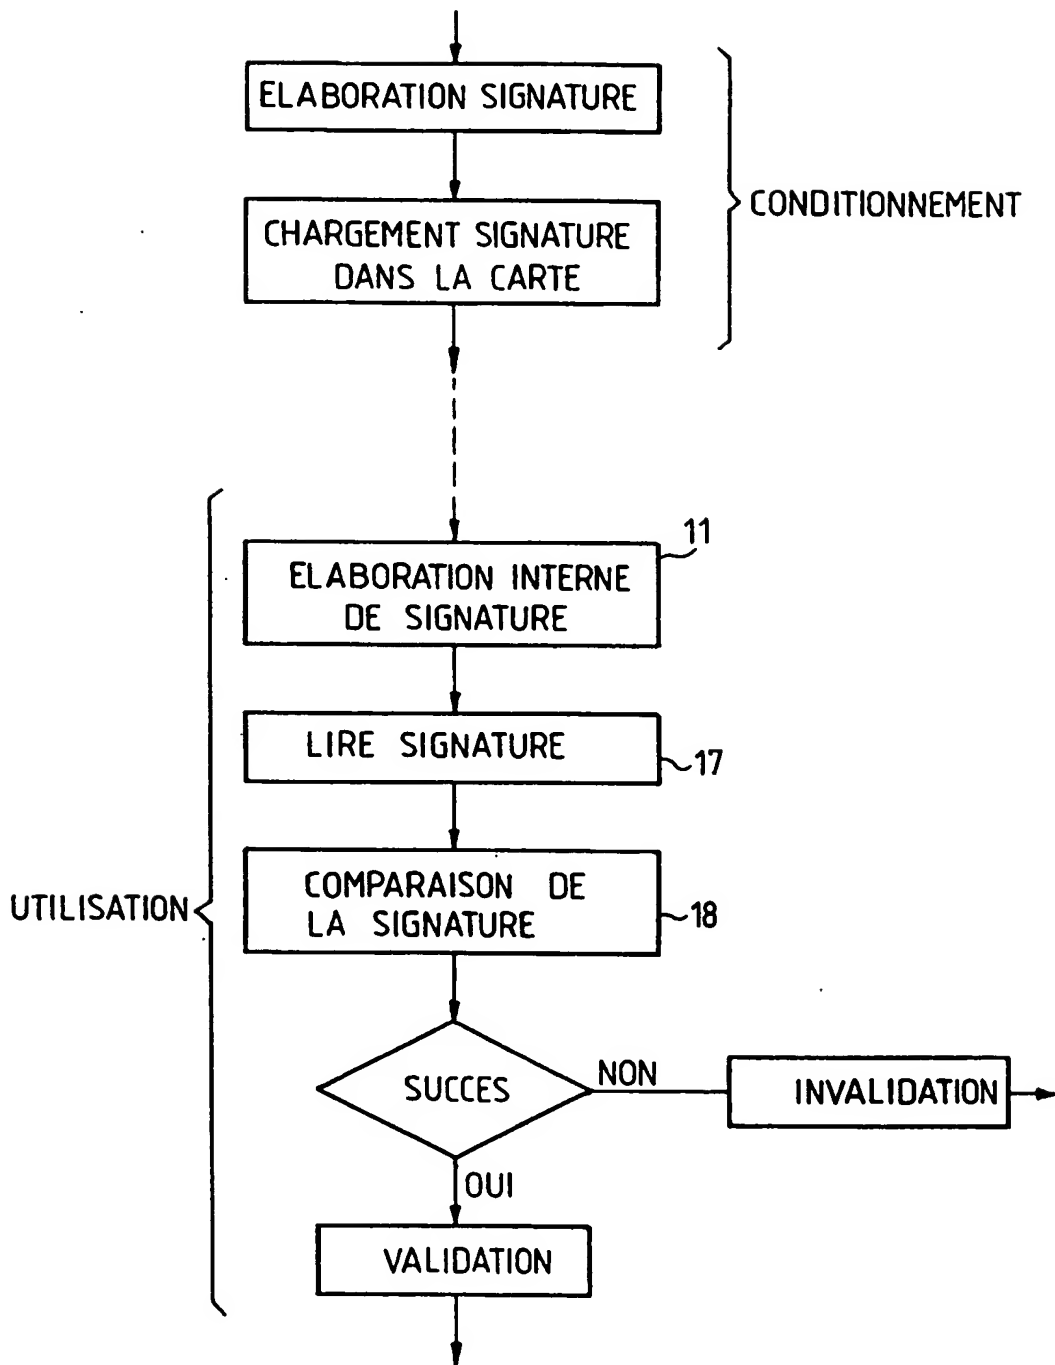 ELABORATION SIGNATURE
CHARGEMENT SIGNATURE
DANS LA CARTE
CONDITIONNEMENT
11
ELABORATION INTERNE
DE SIGNATURE
LIRE SIGNATURE
17
UTILISATION
COMPARAISON DE
LA SIGNATURE
18
SUCCES
NON
INVALIDATION
OUI
VALIDATION